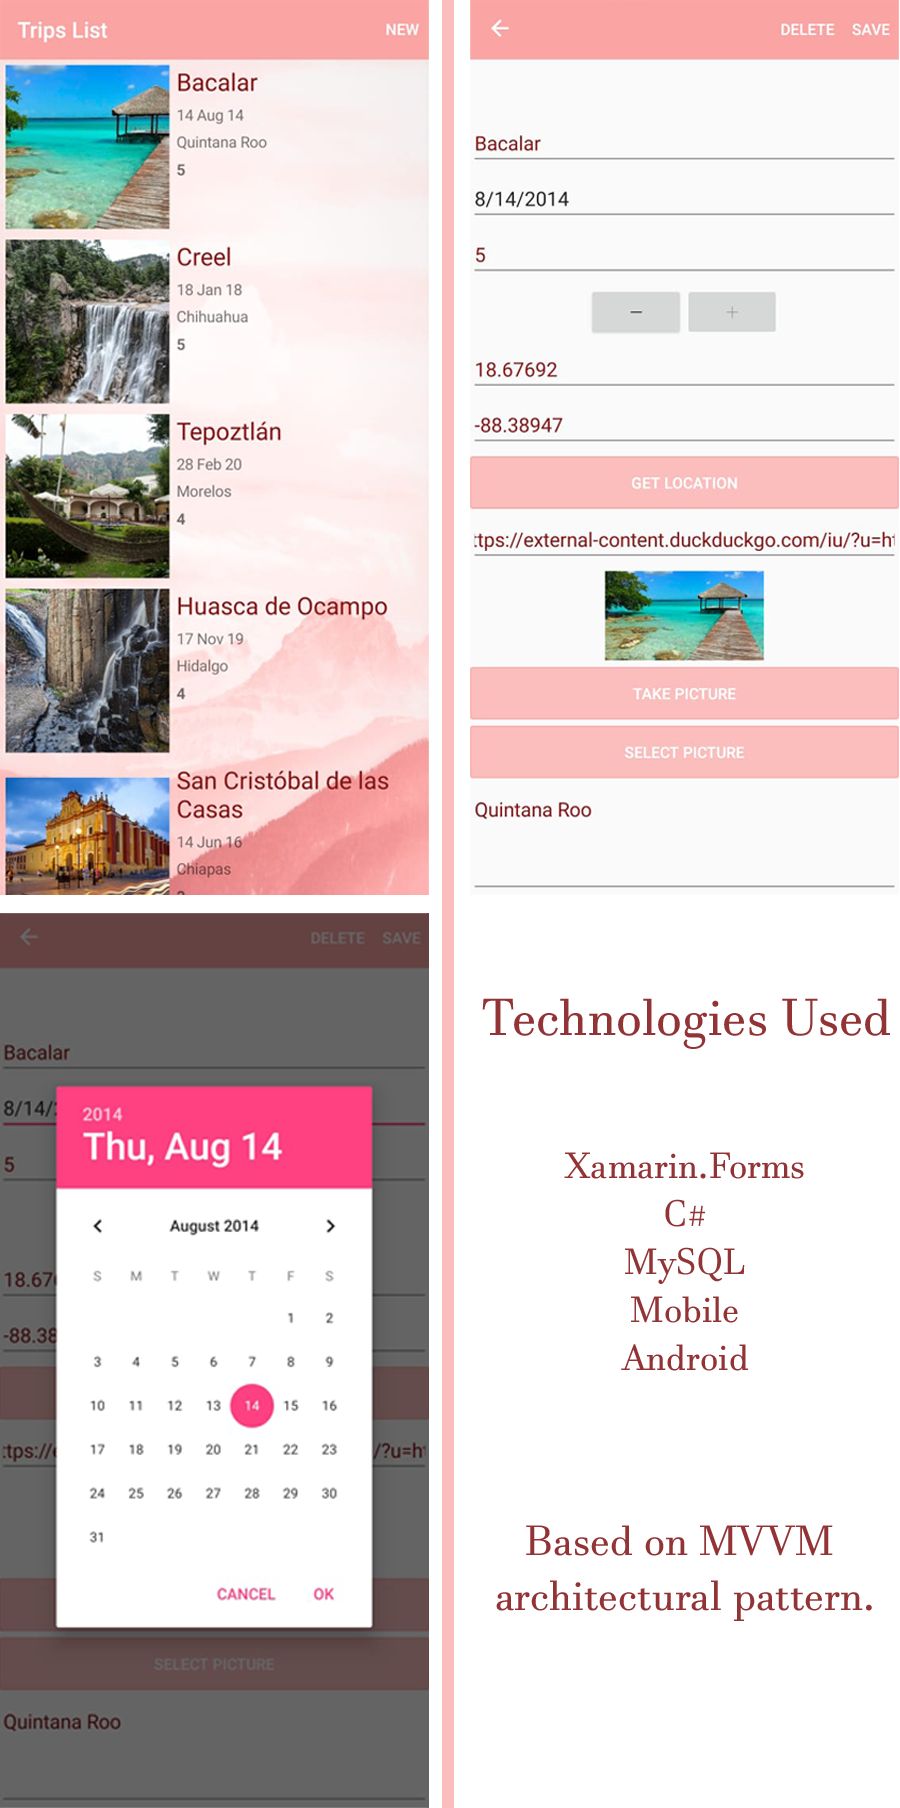 Trips List
NEW
Bacalar
14 Aug 14
Quintana Roo
5
Creel
18 Jan 18
Chihuahua
5
Tepoztlán
28 Feb 20
Morelos
4
Huasca de Ocampo
17 Nov 19
Hidalgo
4
San Cristóbal de las
Casas
14 Jun 16
Chiapas
DELETE SAVE
Bacalar
8/14/2014
5
− +
18.67692
-88.38947
GET LOCATION
ttps://external-content.duckduckgo.com/iu/?u=ht
TAKE PICTURE
SELECT PICTURE
Quintana Roo
DELETE SAVE
Bacalar
8/14/
5
2014
Thu, Aug 14
August 2014
S M T W T F S
1 2
3 4 5 6 7 8 9
10 11 12 13 14 15 16
17 18 19 20 21 22 23
24 25 26 27 28 29 30
31
CANCEL OK
18.67
-88.38
ttps:// /?u=ht
SELECT PICTURE
Quintana Roo
Technologies Used
Xamarin.Forms
C#
MySQL
Mobile
Android
Based on MVVM
architectural pattern.